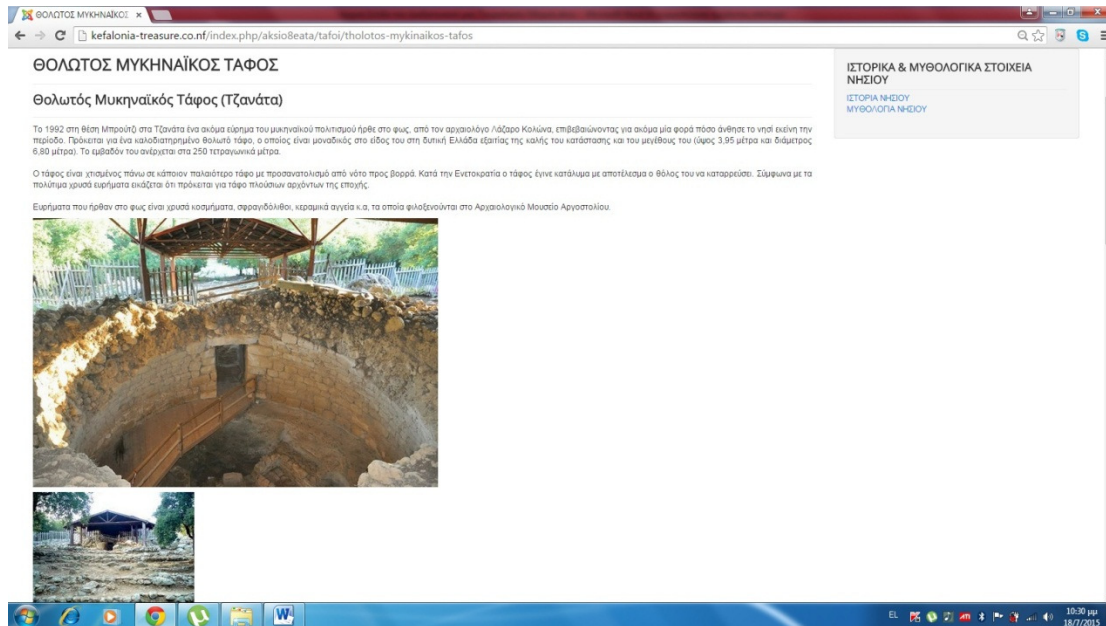 ΘΟΛΩΤΟΣ ΜΥΚΗΝΑΪΚΟΣ
kefalonia-treasure.co.nf/index.php/aksio8eata/tafoi/tholotos-mykinaikos-tafos
ΘΟΛΩΤΟΣ ΜΥΚΗΝΑΪΚΟΣ ΤΑΦΟΣ
Θολωτός Μυκηναϊκός Τάφος (Τζανάτα)
Το 1992 στη θέση Μπρούτζι στα Τζανάτα ένα ακόμα εύρημα του μυκηναϊκού πολιτισμού ήρθε στο φως, από τον αρχαιολόγο Λάζαρο Κολώνα, επιβεβαιώνοντας για ακόμα μία φορά πόσο άνθησε το νησί εκείνη την
περίοδο. Πρόκειται για ένα καλοδιατηρημένο θολωτό τάφο, ο οποίος είναι μοναδικός στο είδος του στη δυτική Ελλάδα εξαιτίας της καλής του κατάστασης και του μεγέθους του (ύψος 3,95 μέτρα και διάμετρος
6,80 μέτρα). Το εμβαδόν του ανέρχεται στα 250 τετραγωνικά μέτρα.
Ο τάφος είναι χτισμένος πάνω σε κάποιον παλαιότερο τάφο με προσανατολισμό από νότο προς βορρά. Κατά την Ενετοκρατία ο τάφος έγινε κατάλυμα με αποτέλεσμα ο θόλος του να καταρρεύσει. Σύμφωνα με τα
πολύτιμα χρυσά ευρήματα εικάζεται ότι πρόκειται για τάφο πλούσιων αρχόντων της εποχής.
Ευρήματα που ήρθαν στο φως είναι χρυσά κοσμήματα, σφραγιδόλιθοι, κεραμικά αγγεία κ.α, τα οποία φιλοξενούνται στο Αρχαιολογικό Μουσείο Αργοστολίου.
ΙΣΤΟΡΙΚΑ & ΜΥΘΟΛΟΓΙΚΑ ΣΤΟΙΧΕΙΑ
ΝΗΣΙΟΥ
ΙΣΤΟΡΙΑ ΝΗΣΙΟΥ
ΜΥΘΟΛΟΓΙΑ ΝΗΣΙΟΥ
EL
10:30 μμ
18/7/2015